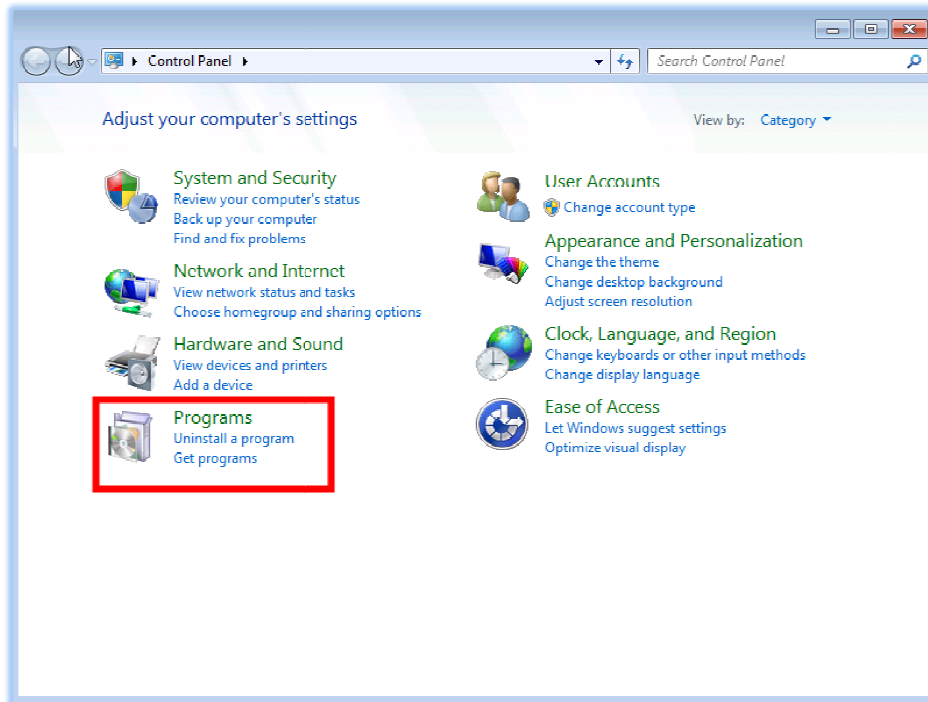 Control Panel
Search Control Panel
Adjust your computer's settings
View by: Category
System and Security
Review your computer's status
Back up your computer
Find and fix problems
Network and Internet
View network status and tasks
Choose homegroup and sharing options
Hardware and Sound
View devices and printers
Add a device
Programs
Uninstall a program
Get programs
User Accounts
Change account type
Appearance and Personalization
Change the theme
Change desktop background
Adjust screen resolution
Clock, Language, and Region
Change keyboards or other input methods
Change display language
Ease of Access
Let Windows suggest settings
Optimize visual display